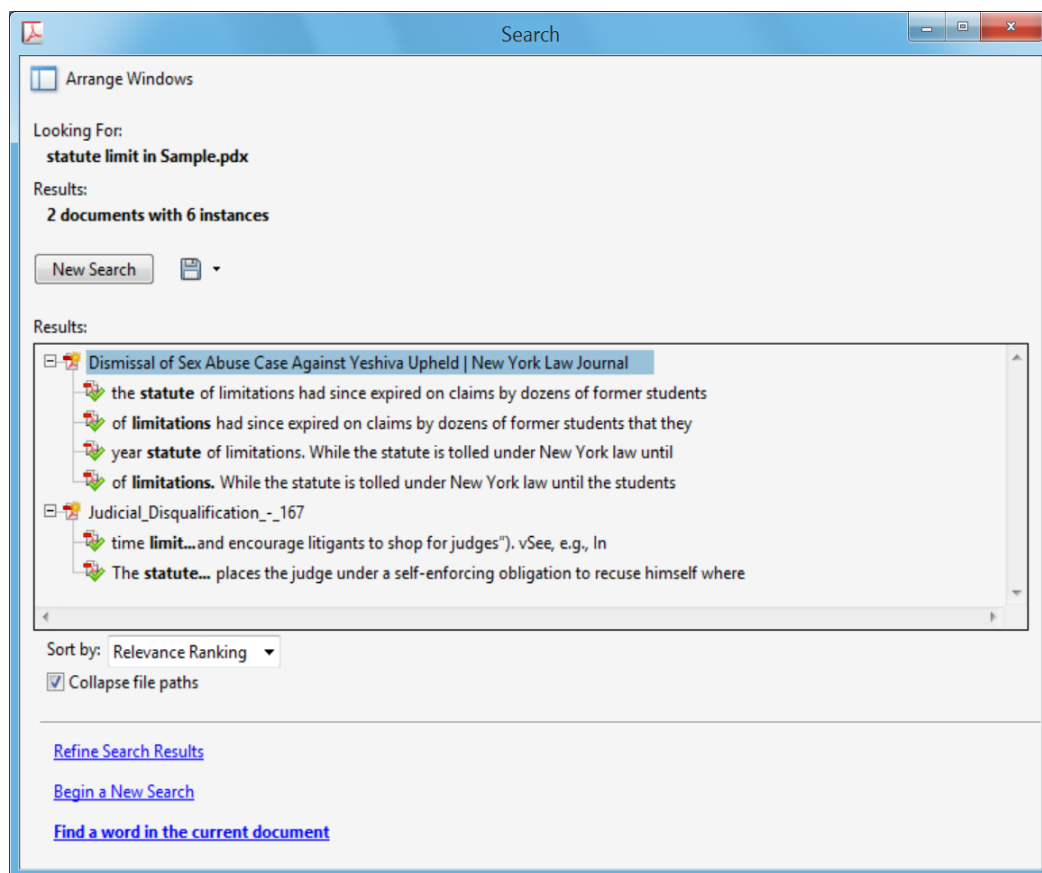 Search
Arrange Windows
Looking For:
statute limit in Sample.pdx
Results:
2 documents with 6 instances
New Search
Results:
Dismissal of Sex Abuse Case Against Yeshiva Upheld | New York Law Journal
the statute of limitations had since expired on claims by dozens of former students
of limitations had since expired on claims by dozens of former students that they
year statute of limitations. While the statute is tolled under New York law until
of limitations. While the statute is tolled under New York law until the students
Judicial_Disqualification_-_167
time limit...and encourage litigants to shop for judges"). vSee, e.g., In
The statute... places the judge under a self-enforcing obligation to recuse himself where
Sort by: Relevance Ranking
Collapse file paths
Refine Search Results
Begin a New Search
Find a word in the current document